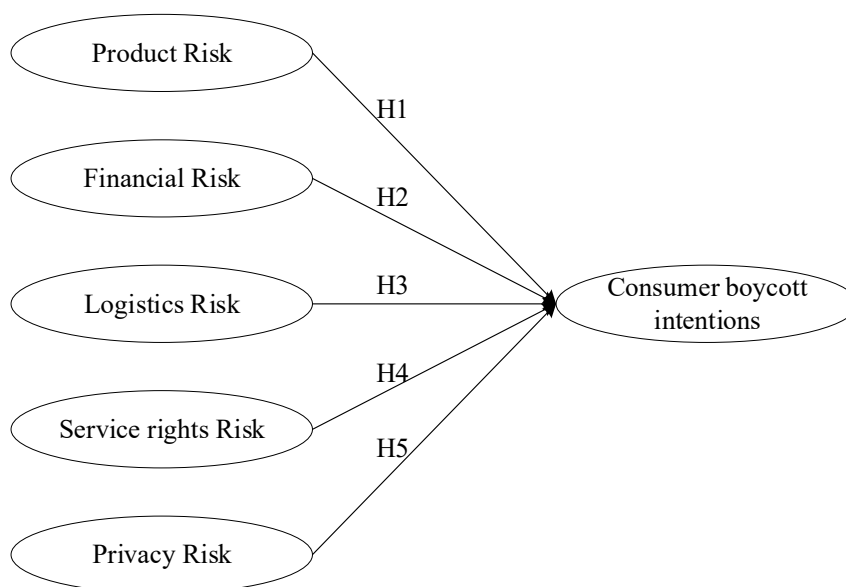 Product Risk
H1
Financial Risk
H2
Logistics Risk
H3
Consumer boycott
intentions
H4
Service rights Risk
H5
Privacy Risk